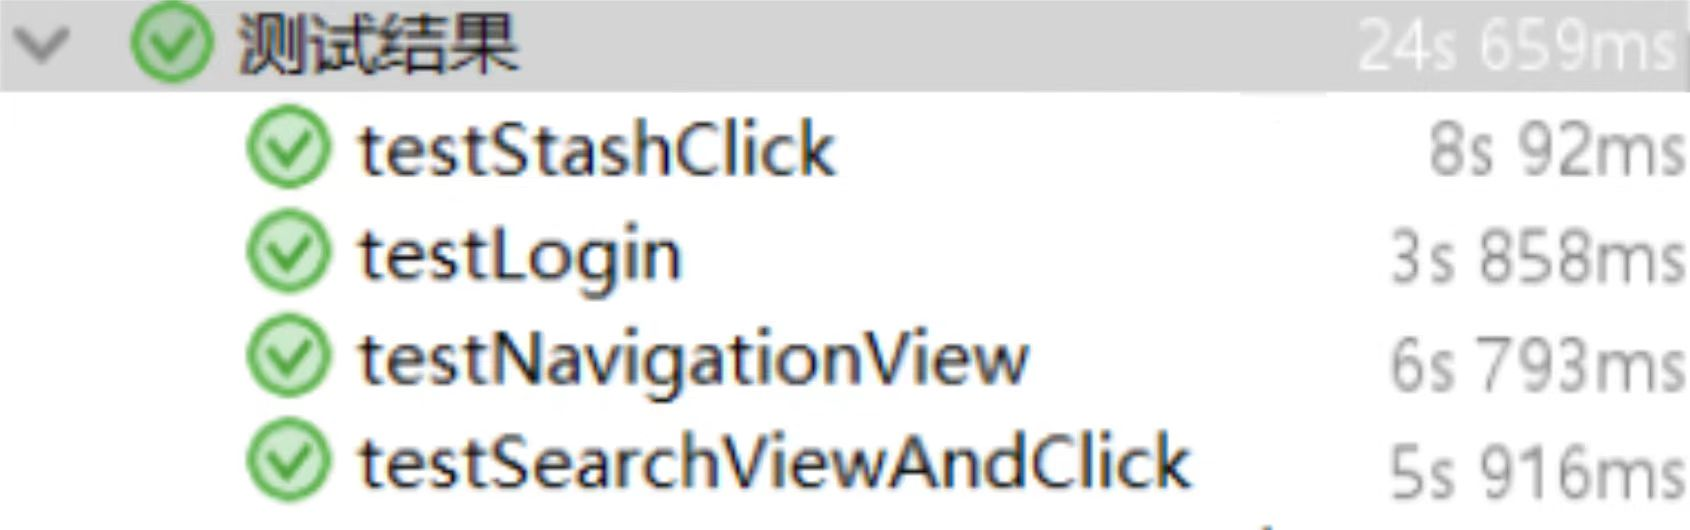 测试结果 24s 659ms
testStashClick 8s 92ms
testLogin 3s 858ms
testNavigationView 6s 793ms
testSearchViewAndClick 5s 916ms